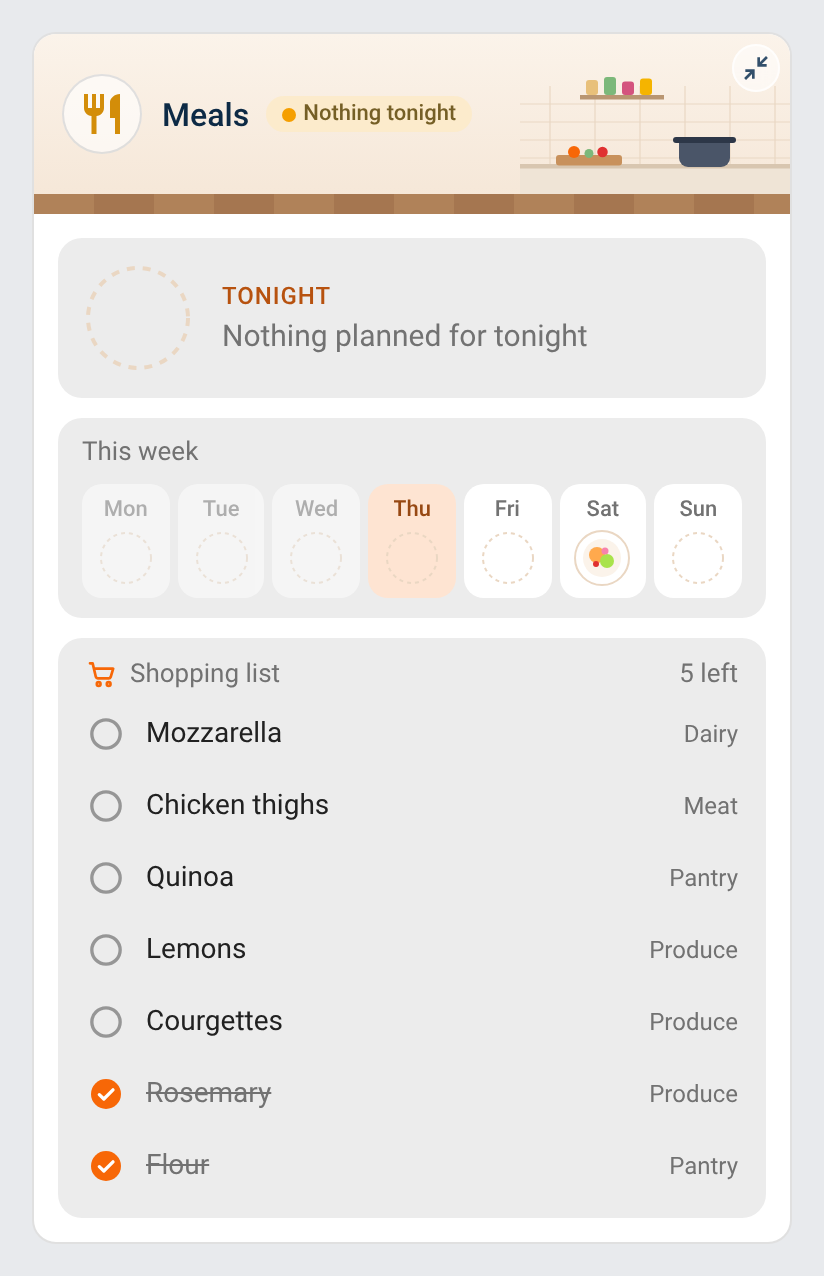 Meals
Nothing tonight
TONIGHT
Nothing planned for tonight
This week
Mon Tue Wed Thu Fri Sat Sun
Shopping list 5 left
Mozzarella Dairy
Chicken thighs Meat
Quinoa Pantry
Lemons Produce
Courgettes Produce
Rosemary Produce
Flour Pantry